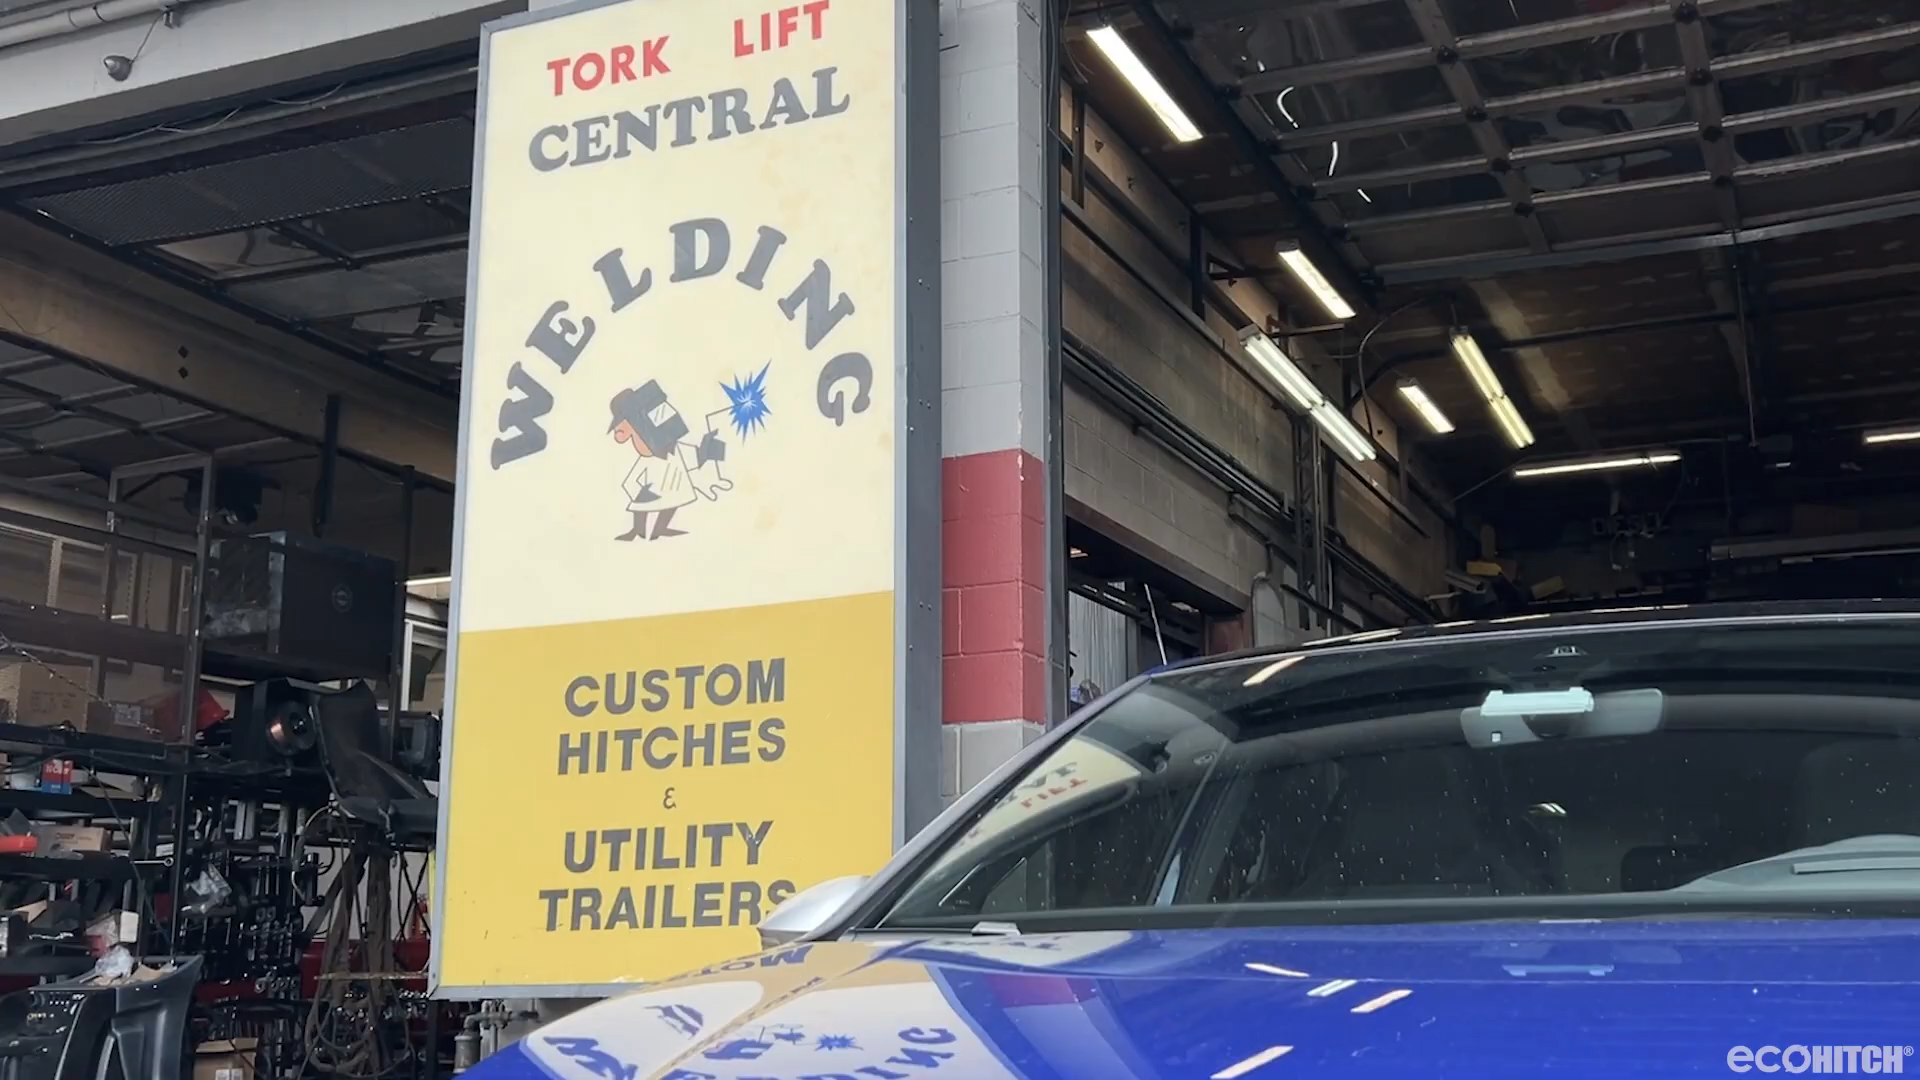 TORK LIFT
CENTRAL
WELDING
CUSTOM
HITCHES
&
UTILITY
TRAILERS
ecoHITCH®